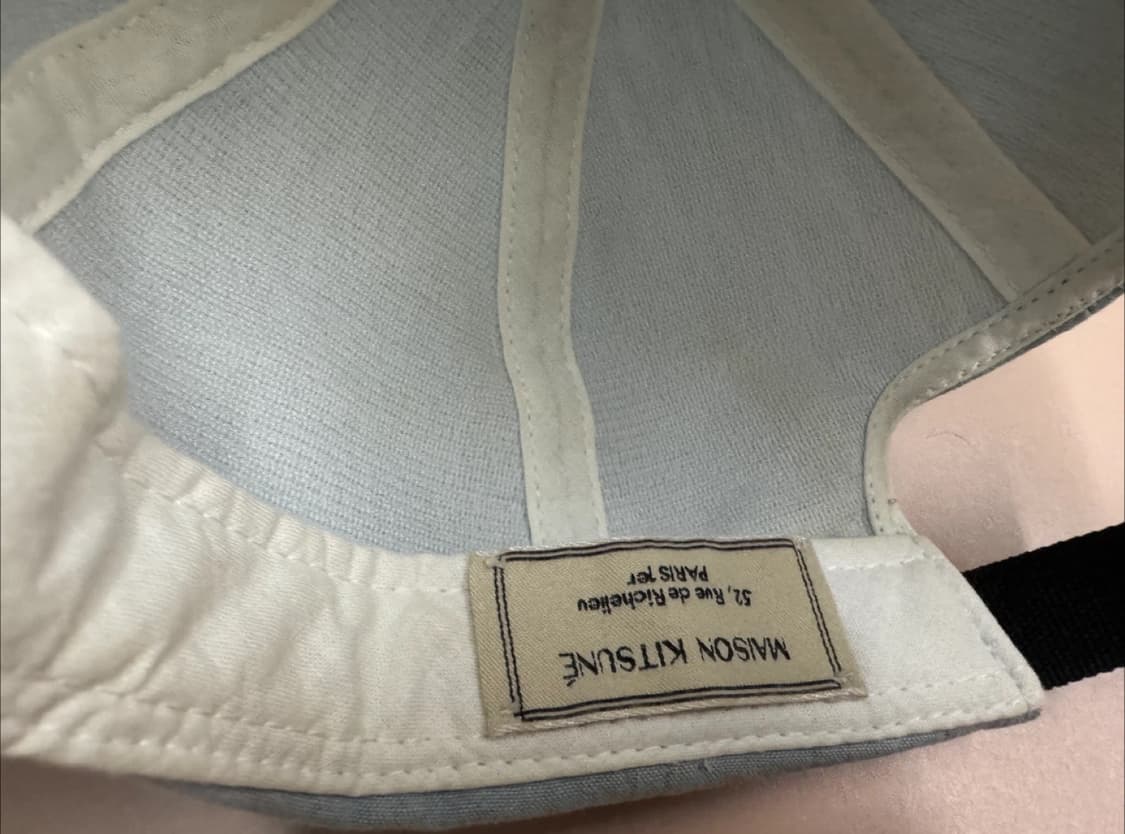 MAISON KITSUNÉ
52, Rue de Richelieu
PARIS 1er